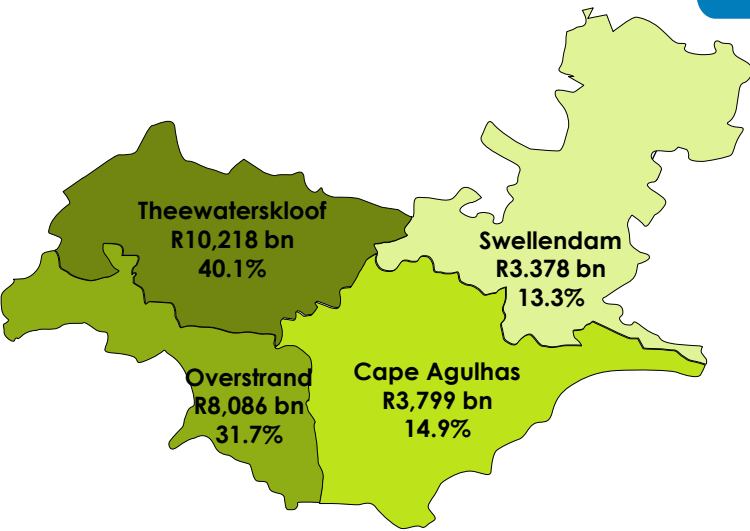 Theewaterskloof
R10,218 bn
40.1%
Swellendam
R3.378 bn
13.3%
Overstrand
R8,086 bn
31.7%
Cape Agulhas
R3,799 bn
14.9%